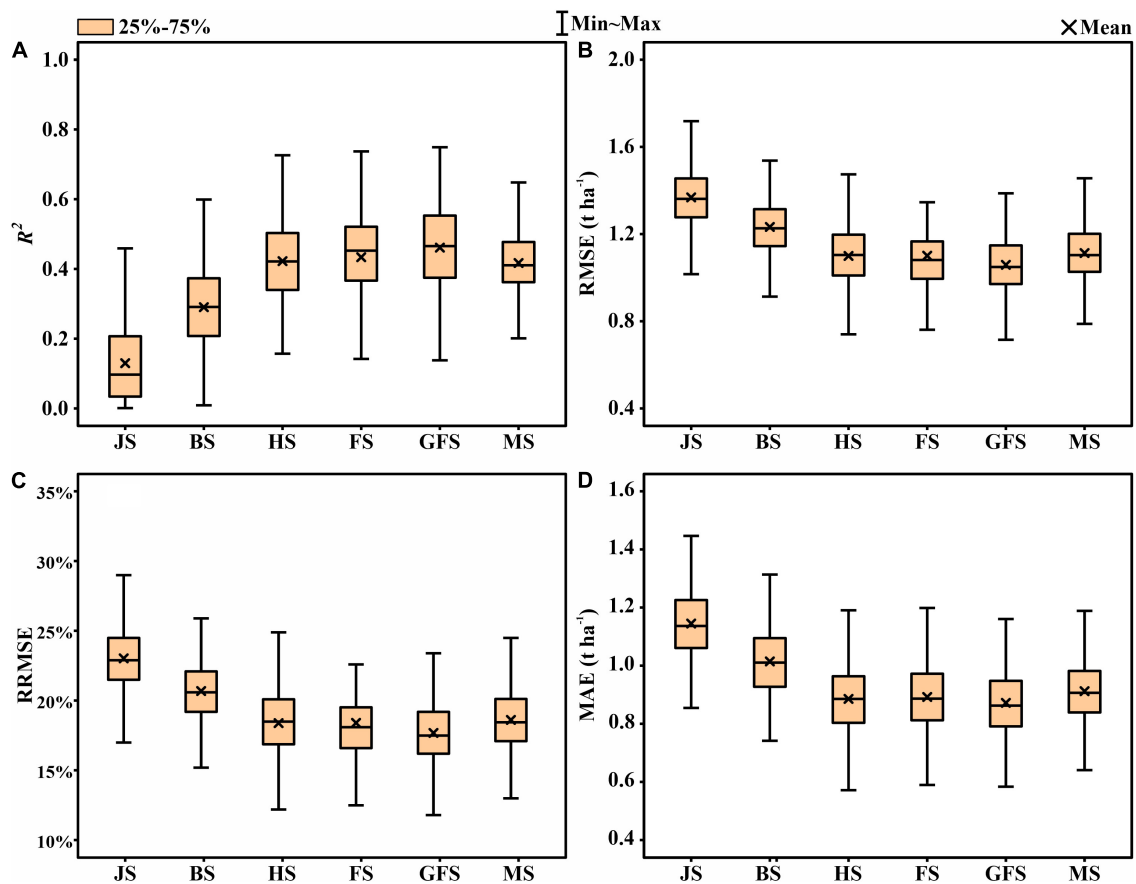 25%-75% Min~Max ×Mean
A
1.0
0.8
0.6
0.4
0.2
0.0
R²
JS BS HS FS GFS MS
B
2.0
1.6
1.2
0.8
0.4
RMSE (t ha⁻¹)
JS BS HS FS GFS MS
C
35%
30%
25%
20%
15%
10%
RRMSE
JS BS HS FS GFS MS
D
1.6
1.4
1.2
1.0
0.8
0.6
0.4
MAE (t ha⁻¹)
JS BS HS FS GFS MS